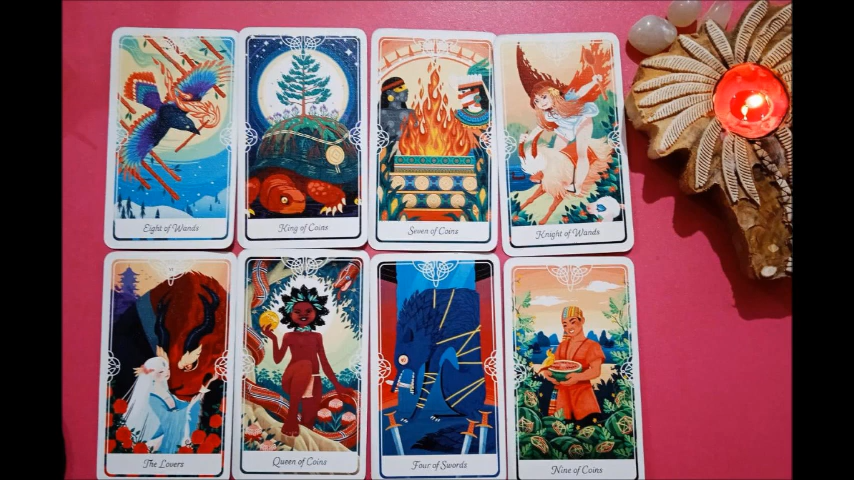 Eight of Wands
King of Coins
Seven of Coins
Knight of Wands
The Lovers
Queen of Coins
Four of Swords
Nine of Coins